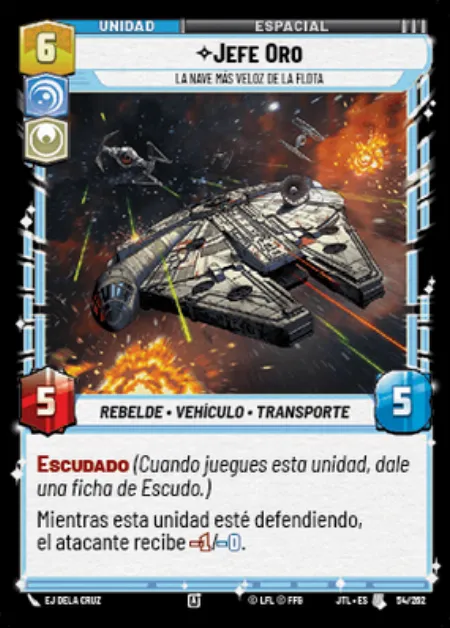 UNIDAD
ESPACIAL
6
JEFE ORO
LA NAVE MÁS VELOZ DE LA FLOTA
5
REBELDE • VEHÍCULO • TRANSPORTE
5
ESCUDADO (Cuando juegues esta unidad, dale
una ficha de Escudo.)
Mientras esta unidad esté defendiendo,
el atacante recibe -1/-0.
EJ DELA CRUZ
A
© LFL © FFG
JTL • ES
54/262